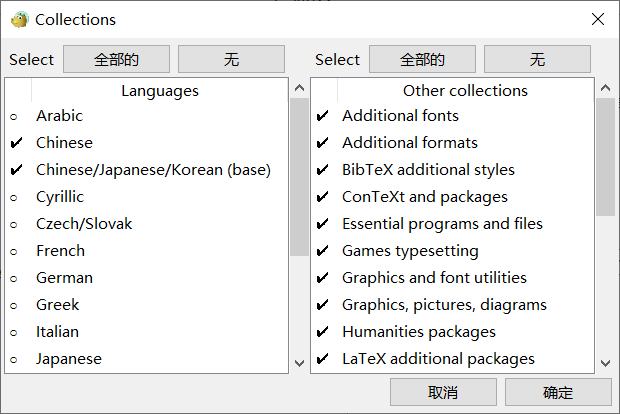 Collections
Select 全部的 无 Select 全部的 无
Languages
Arabic
Chinese
Chinese/Japanese/Korean (base)
Cyrillic
Czech/Slovak
French
German
Greek
Italian
Japanese
Other collections
Additional fonts
Additional formats
BibTeX additional styles
ConTeXt and packages
Essential programs and files
Games typesetting
Graphics and font utilities
Graphics, pictures, diagrams
Humanities packages
LaTeX additional packages
取消 确定